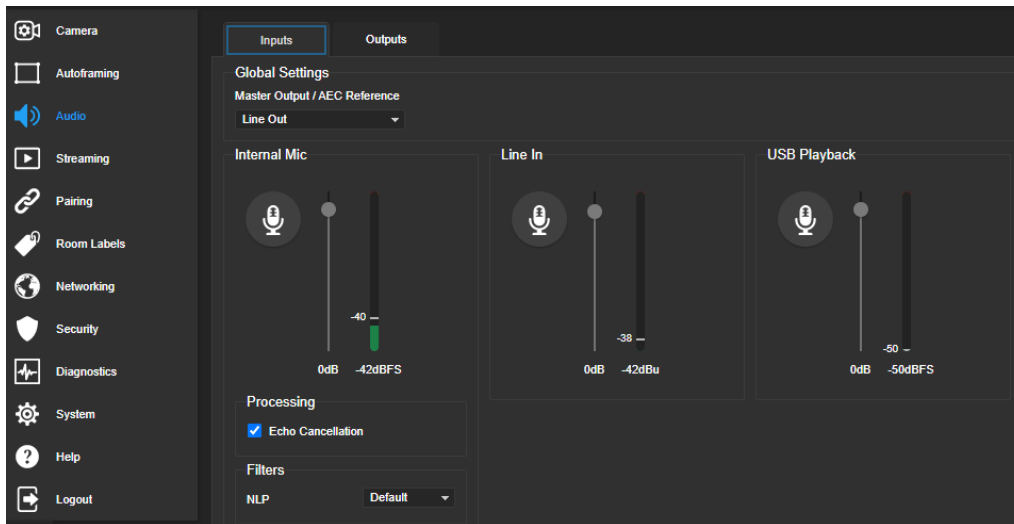 Camera
Autoframing
Audio
Streaming
Pairing
Room Labels
Networking
Security
Diagnostics
System
Help
Logout
Inputs
Outputs
Global Settings
Master Output / AEC Reference
Line Out
Internal Mic
-40
0dB -42dBFS
Processing
Echo Cancellation
Filters
NLP Default
Line In
-38
0dB -42dBu
USB Playback
-50
0dB -50dBFS